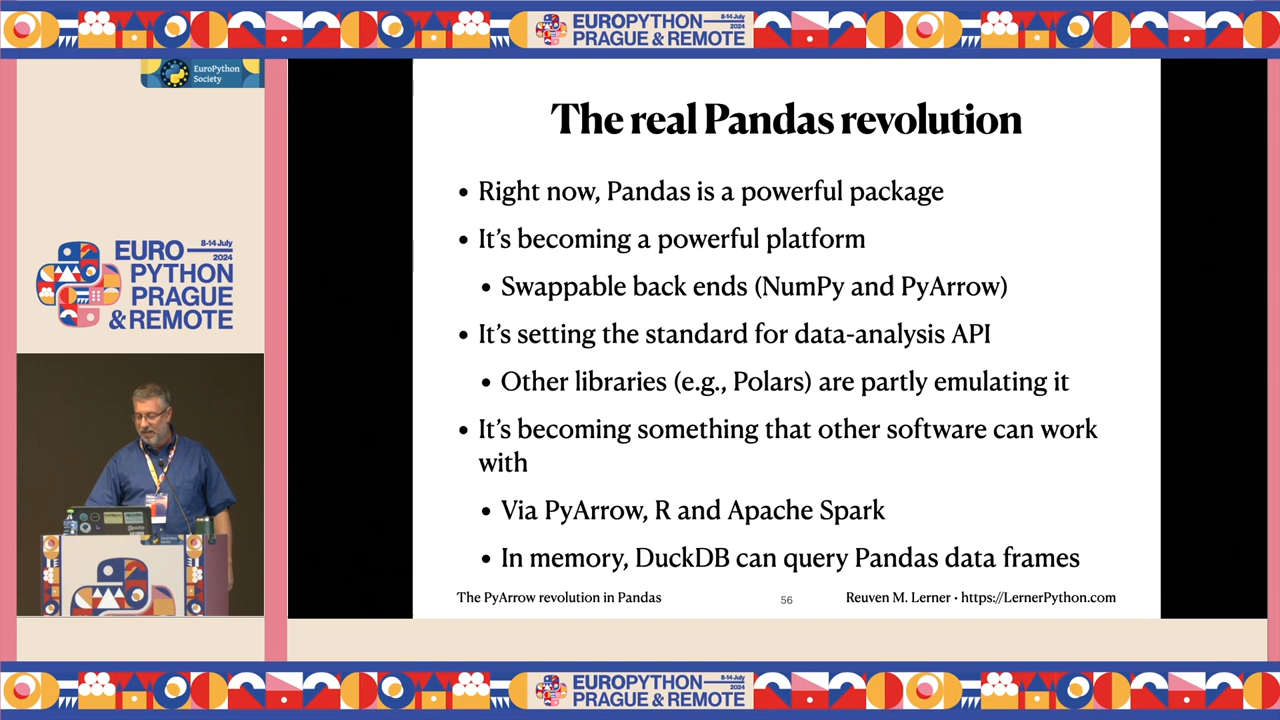 EUROPYTHON
8-14 July
2024
PRAGUE & REMOTE
EuroPython
Society
EURO
8-14 July
2024
PYTHON
PRAGUE
& REMOTE
The real Pandas revolution
• Right now, Pandas is a powerful package
• It’s becoming a powerful platform
• Swappable back ends (NumPy and PyArrow)
• It’s setting the standard for data-analysis API
• Other libraries (e.g., Polars) are partly emulating it
• It’s becoming something that other software can work
with
• Via PyArrow, R and Apache Spark
• In memory, DuckDB can query Pandas data frames
The PyArrow revolution in Pandas
56
Reuven M. Lerner • https://LernerPython.com
EUROPYTHON
8-14 July
2024
PRAGUE & REMOTE